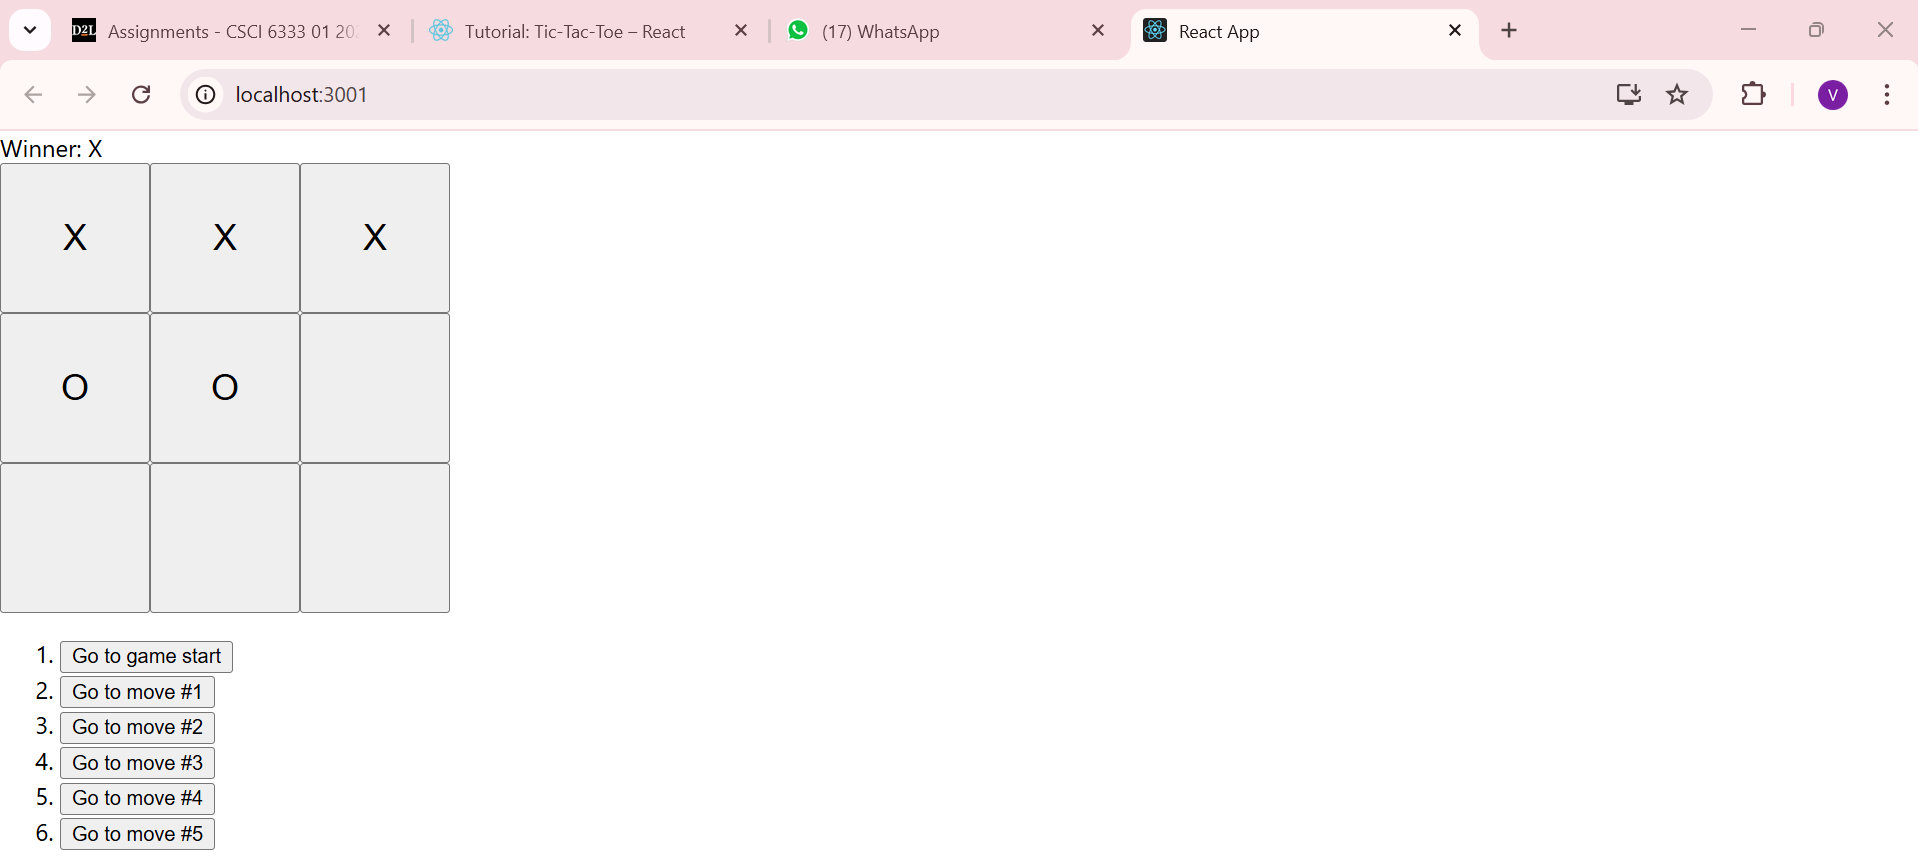 D2L Assignments - CSCI 6333 01 20 Tutorial: Tic-Tac-Toe – React (17) WhatsApp React App
localhost:3001 V
Winner: X
X X X
O O
1. Go to game start
2. Go to move #1
3. Go to move #2
4. Go to move #3
5. Go to move #4
6. Go to move #5